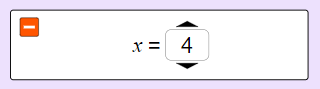 x = 4